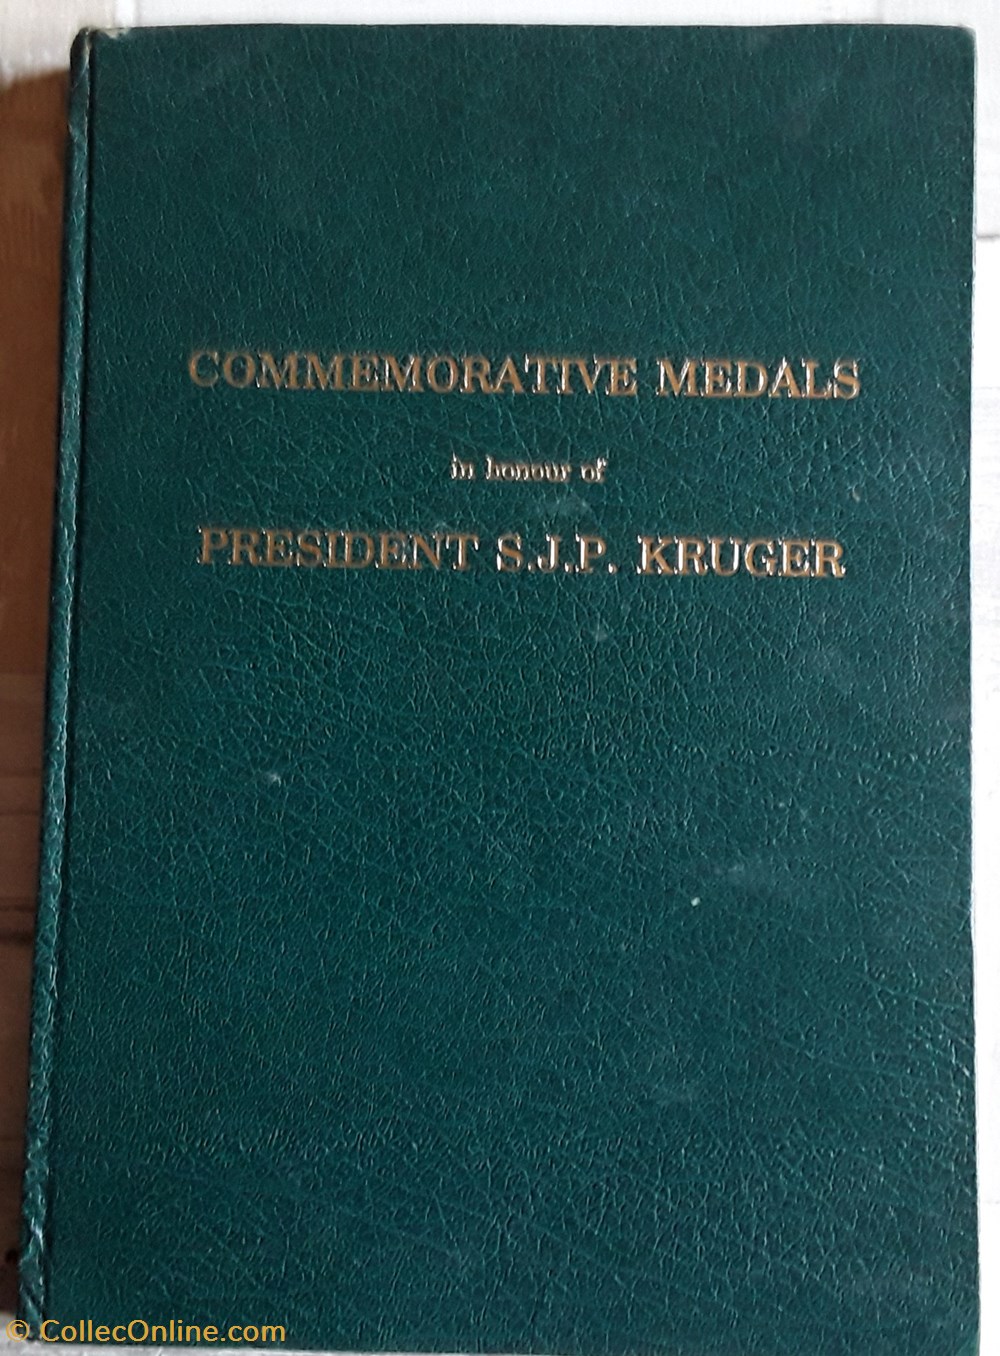 COMMEMORATIVE MEDALS
in honour of
PRESIDENT S.J.P. KRUGER
© CollecOnline.com